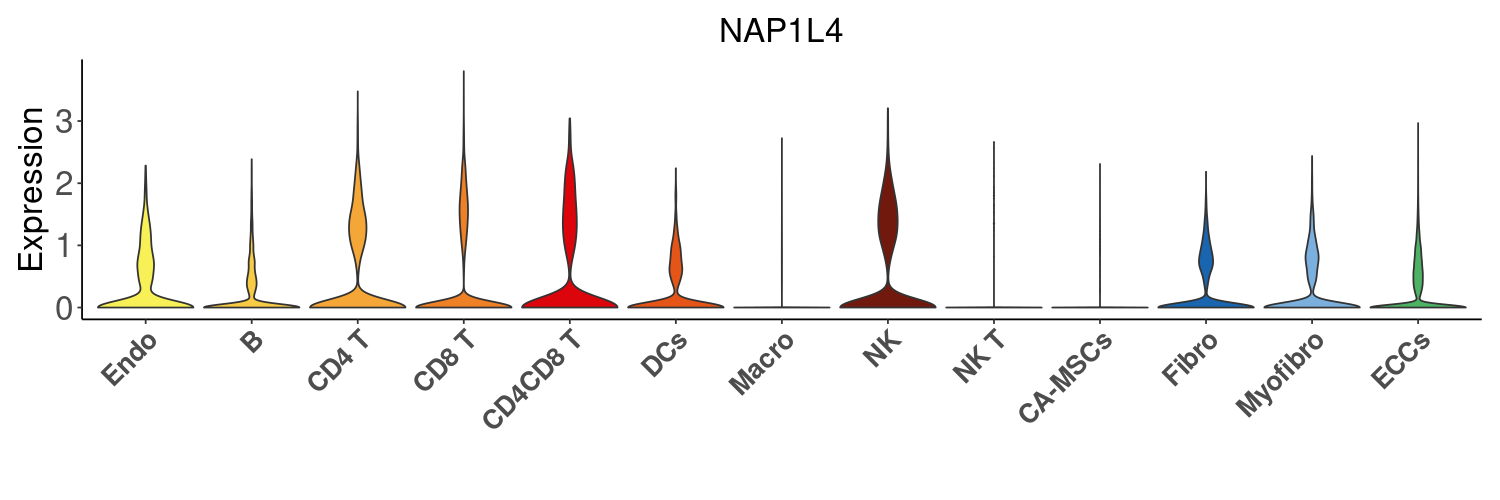 NAP1L4
Expression
3
2
1
0
Endo
B
CD4 T
CD8 T
CD4CD8 T
DCs
Macro
NK
NK T
CA-MSCs
Fibro
Myofibro
ECCs